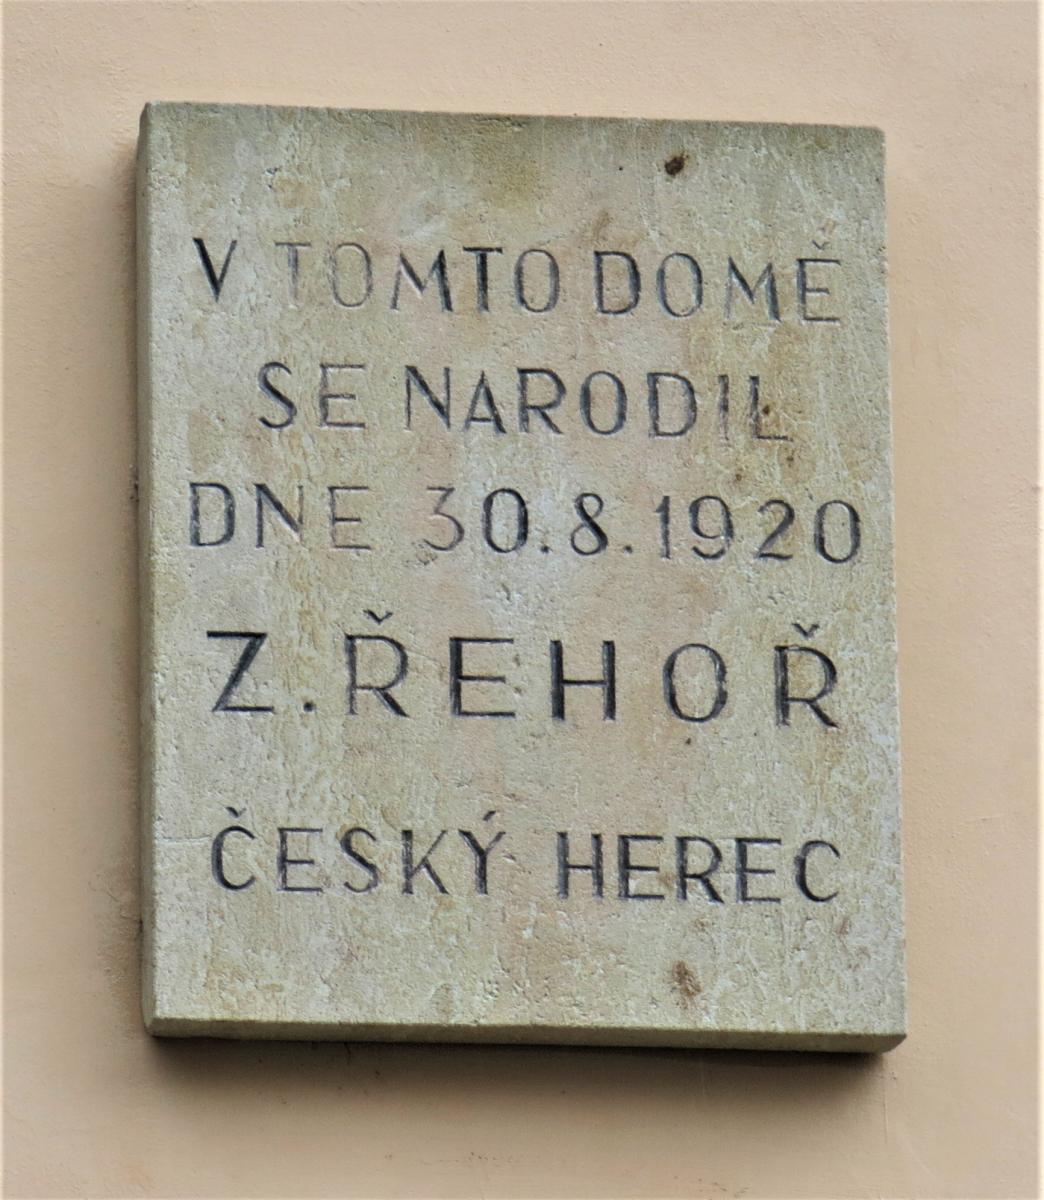 V TOMTO DOMĚ
SE NARODIL
DNE 30.8.1920
Z.ŘEHOŘ
ČESKÝ HEREC